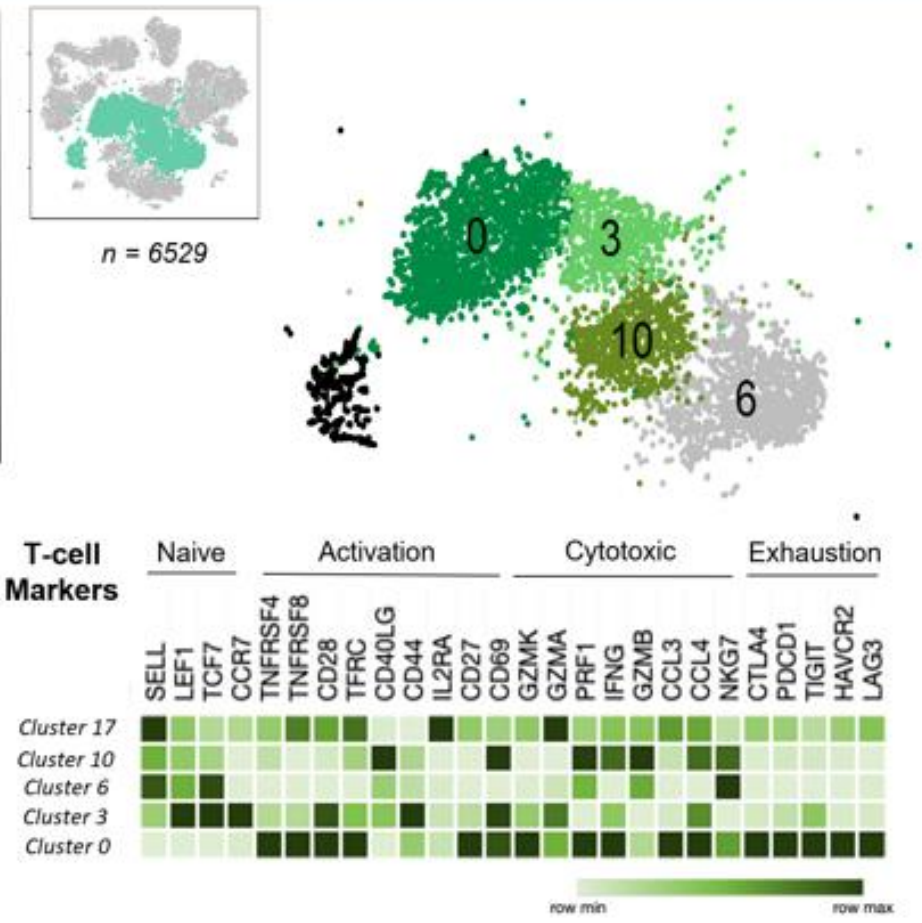 n = 6529
0
3
10
6
T-cell
Markers
Naive
Activation
Cytotoxic
Exhaustion
SELL
LEF1
TCF7
CCR7
TNFRSF4
TNFRSF8
CD28
TFRC
CD40LG
CD44
IL2RA
CD27
CD69
GZMK
GZMA
PRF1
IFNG
GZMB
CCL3
CCL4
NKG7
CTLA4
PDCD1
TIGIT
HAVCR2
LAG3
Cluster 17
Cluster 10
Cluster 6
Cluster 3
Cluster 0
row min
row max